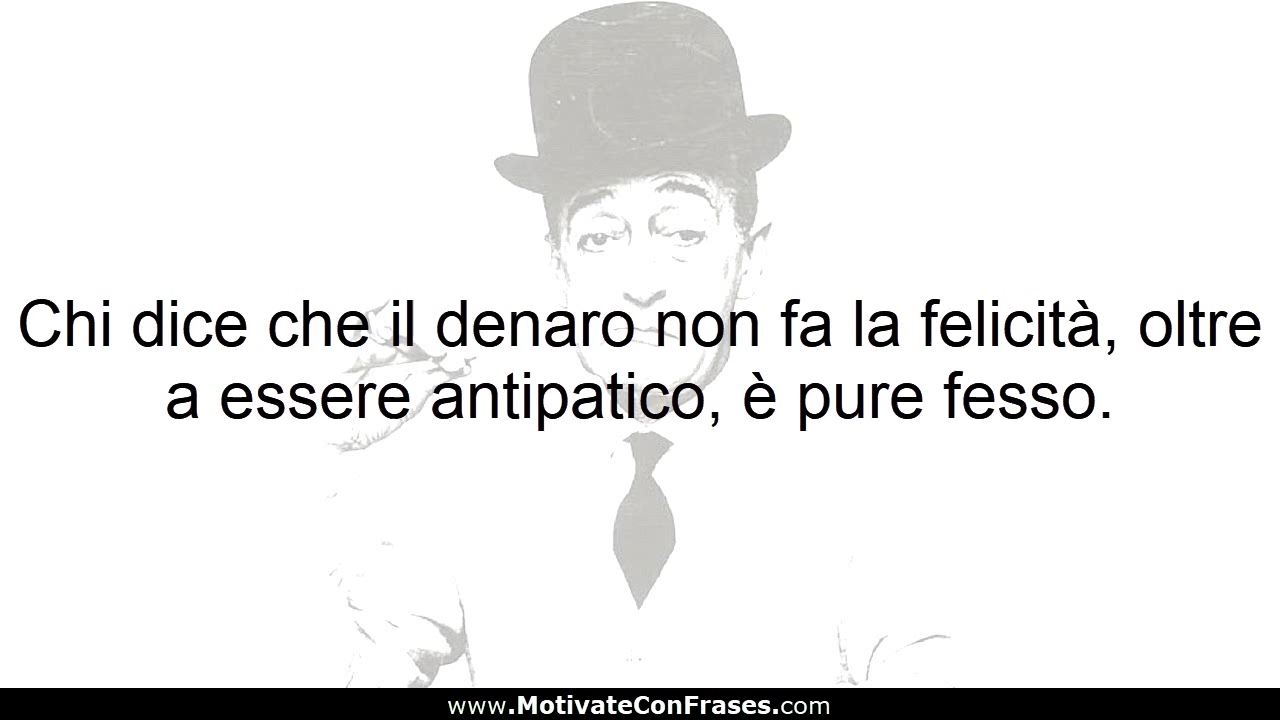 Chi dice che il denaro non fa la felicità, oltre
a essere antipatico, è pure fesso.
www.MotivateConFrases.com